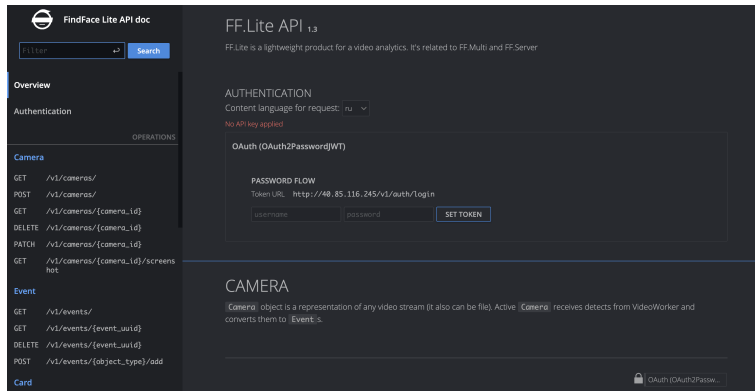 FindFace Lite API doc
Filter
Search
Overview
Authentication
OPERATIONS
Camera
GET /v1/cameras/
POST /v1/cameras/
GET /v1/cameras/{camera_id}
DELETE /v1/cameras/{camera_id}
PATCH /v1/cameras/{camera_id}
GET /v1/cameras/{camera_id}/screens
hot
Event
GET /v1/events/
GET /v1/events/{event_uuid}
DELETE /v1/events/{event_uuid}
POST /v1/events/{object_type}/add
Card
FF.Lite API 1.3
FF.Lite is a lightweight product for a video analytics. It's related to FF.Multi and FF.Server
AUTHENTICATION
Content language for request: ru
No API key applied
OAuth (OAuth2PasswordJWT)
PASSWORD FLOW
Token URL http://40.85.116.245/v1/auth/login
username password SET TOKEN
CAMERA
Camera object is a representation of any video stream (it also can be file). Active Camera receives detects from VideoWorker and
converts them to Event s.
OAuth (OAuth2Passw...